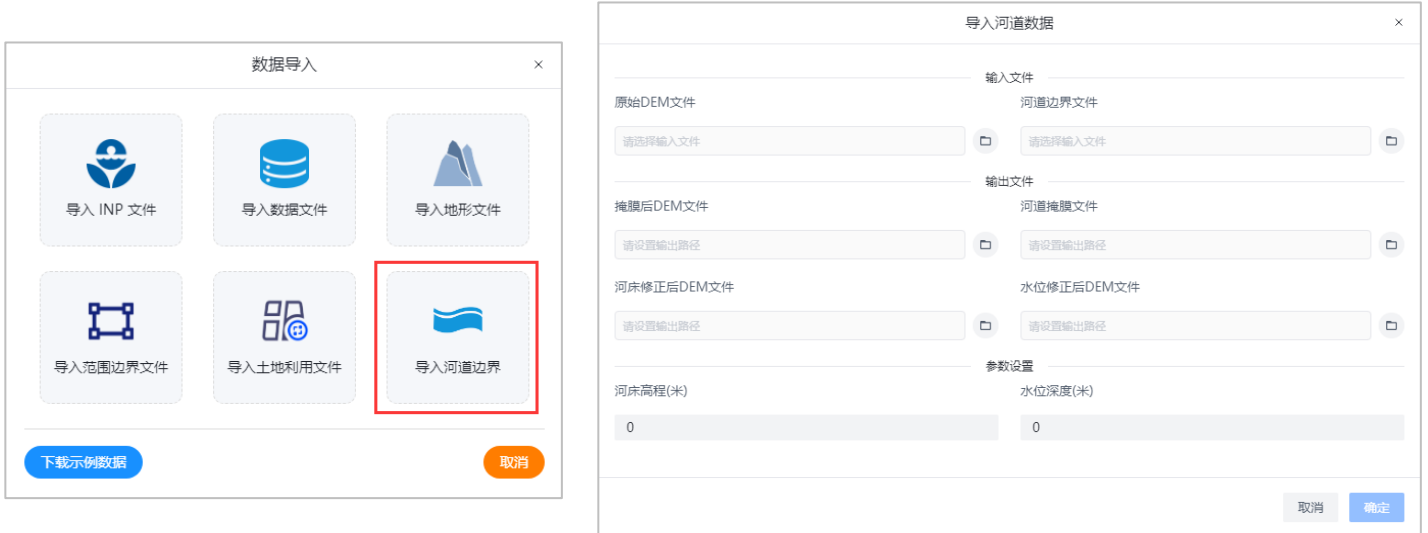 数据导入
导入 INP 文件
导入数据文件
导入地形文件
导入范围边界文件
导入土地利用文件
导入河道边界
下载示例数据
取消
导入河道数据
输入文件
原始DEM文件
河道边界文件
请选择输入文件
请选择输入文件
输出文件
掩膜后DEM文件
河道掩膜文件
请设置输出路径
请设置输出路径
河床修正后DEM文件
水位修正后DEM文件
请设置输出路径
请设置输出路径
参数设置
河床高程(米)
水位深度(米)
0
0
取消
确定